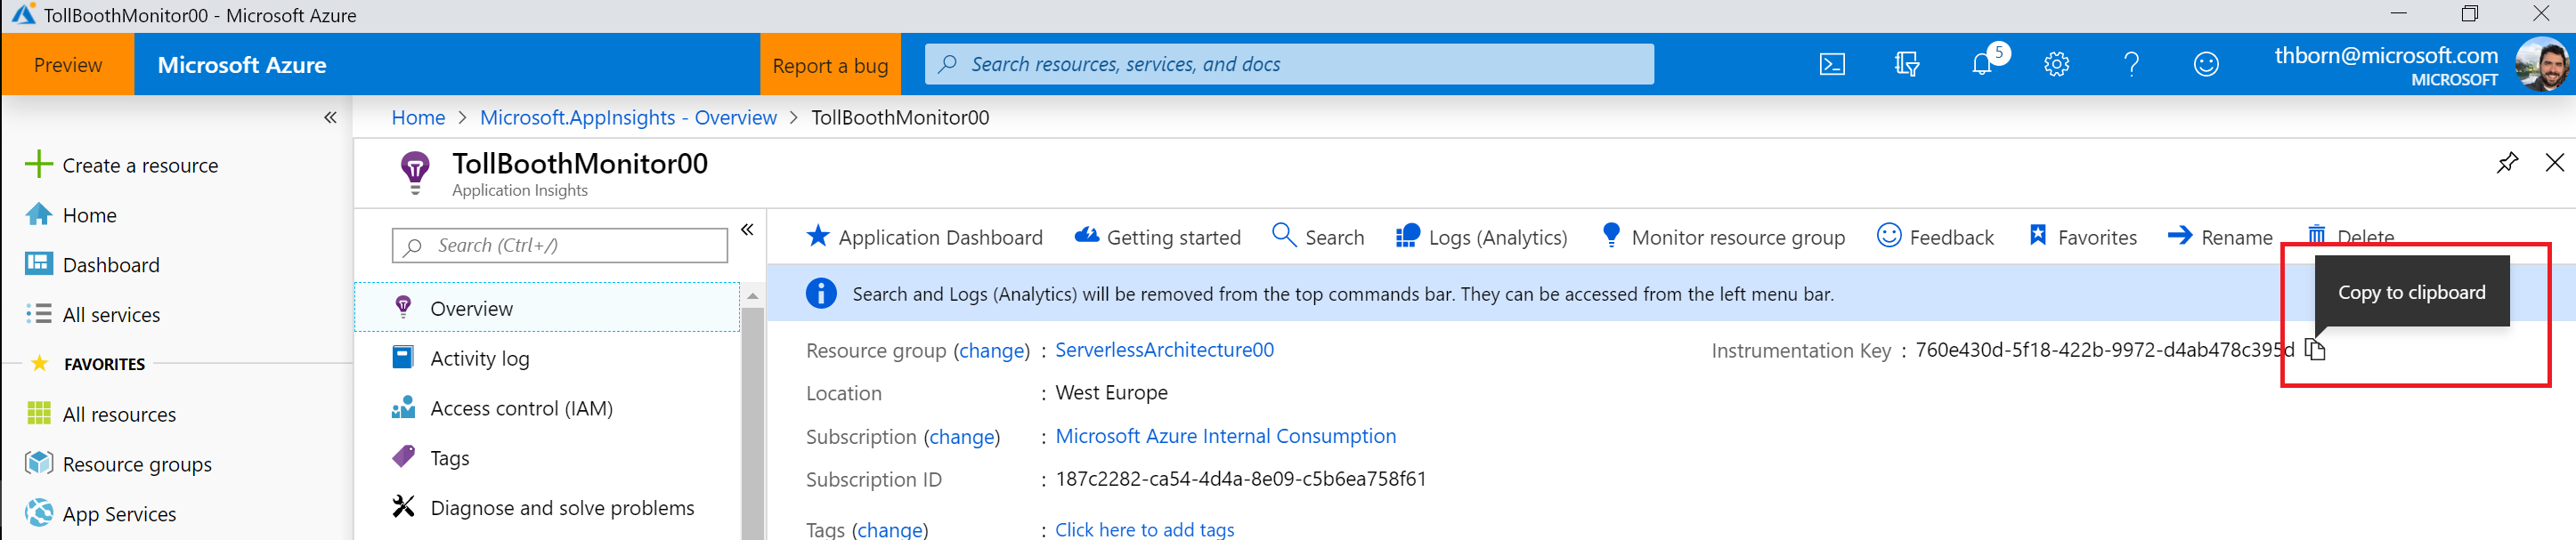 TollBoothMonitor00 - Microsoft Azure
Preview
Microsoft Azure
Report a bug
Search resources, services, and docs
5
thborn@microsoft.com
MICROSOFT
«
Create a resource
Home
Dashboard
All services
FAVORITES
All resources
Resource groups
App Services
Home > Microsoft.AppInsights - Overview > TollBoothMonitor00
TollBoothMonitor00
Application Insights
Search (Ctrl+/)
«
Overview
Activity log
Access control (IAM)
Tags
Diagnose and solve problems
Application Dashboard Getting started Search Logs (Analytics) Monitor resource group Feedback Favorites Rename Delete
Search and Logs (Analytics) will be removed from the top commands bar. They can be accessed from the left menu bar.
Copy to clipboard
Resource group (change) : ServerlessArchitecture00
Instrumentation Key : 760e430d-5f18-422b-9972-d4ab478c395d
Location : West Europe
Subscription (change) : Microsoft Azure Internal Consumption
Subscription ID : 187c2282-ca54-4d4a-8e09-c5b6ea758f61
Tags (change) : Click here to add tags